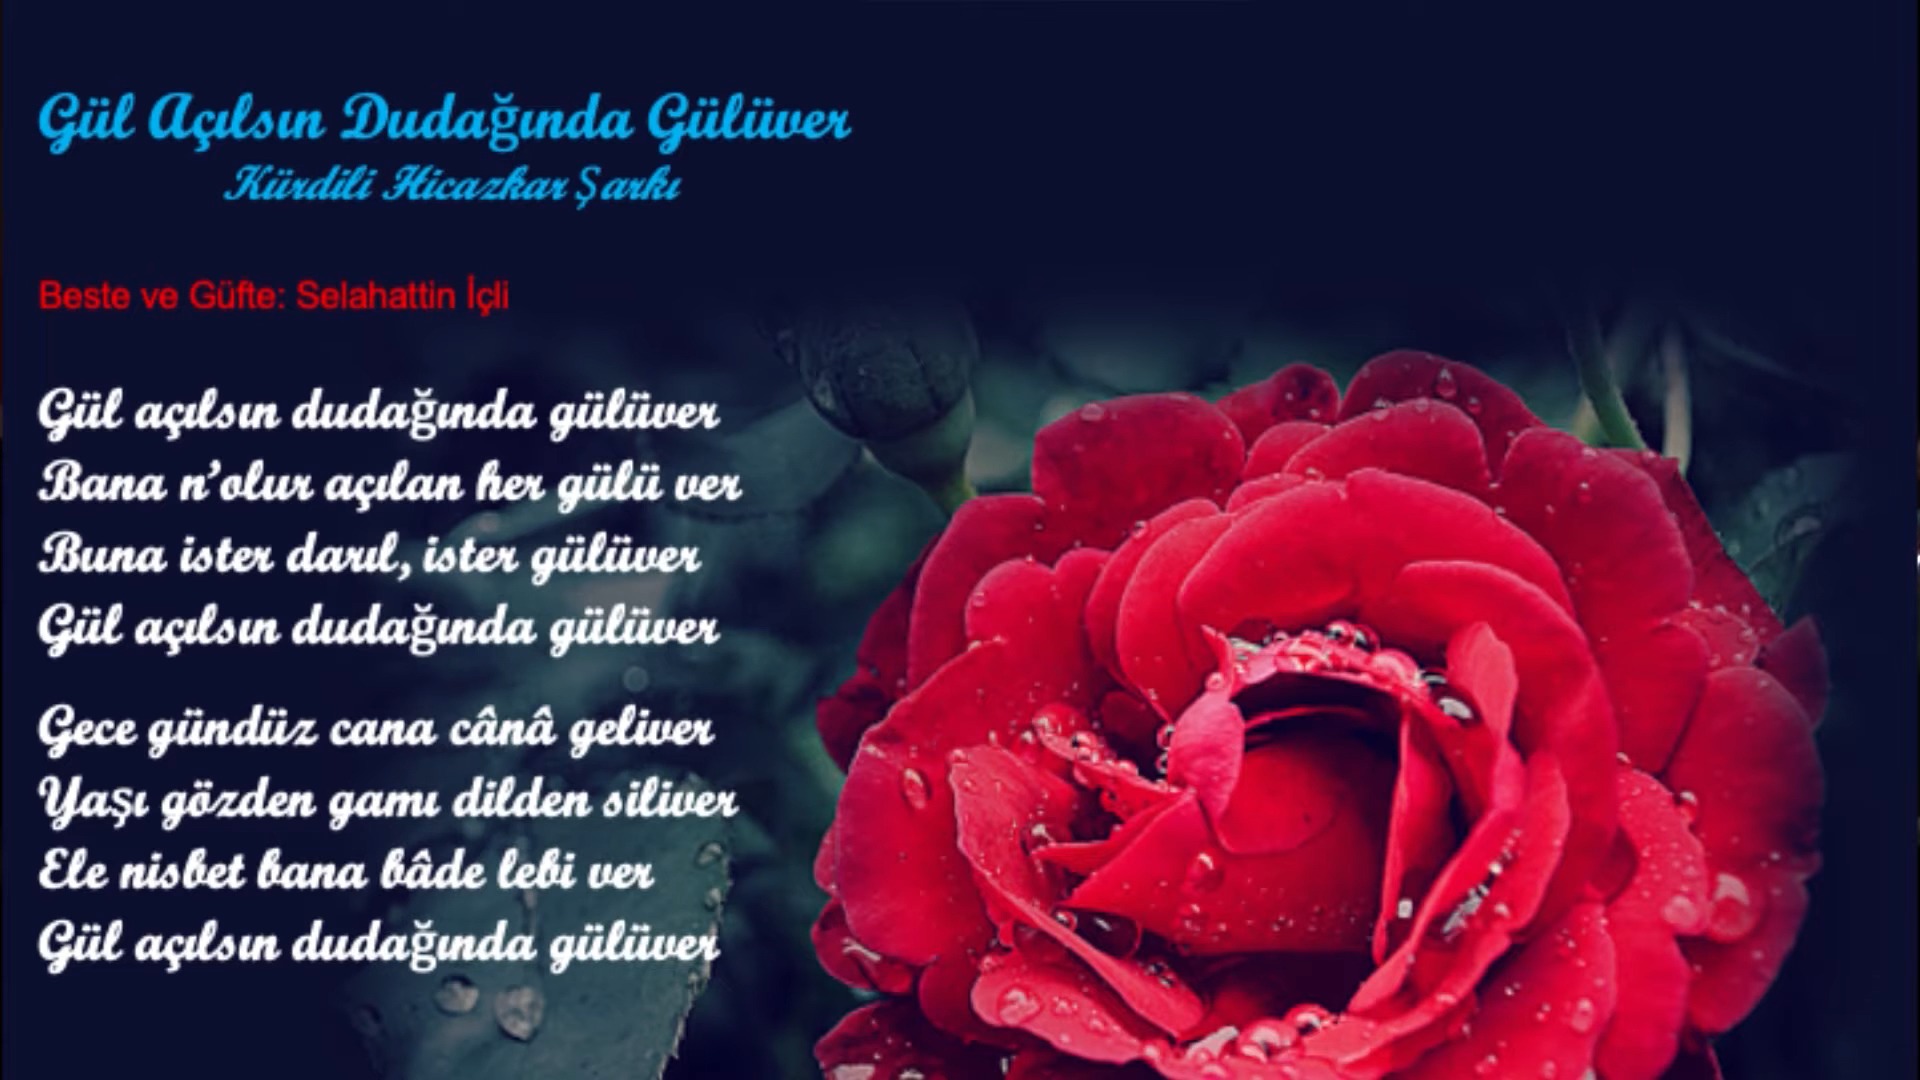 Gül Açılsın Dudağında Gülüver
Kürdili Hicazkar Şarkı
Beste ve Güfte: Selahattin İçli
Gül açılsın dudağında gülüver
Bana n’olur açılan her gülü ver
Buna ister darıl, ister gülüver
Gül açılsın dudağında gülüver
Gece gündüz cana cânâ geliver
Yaşı gözden gamı dilden siliver
Ele nisbet bana bâde lebi ver
Gül açılsın dudağında gülüver